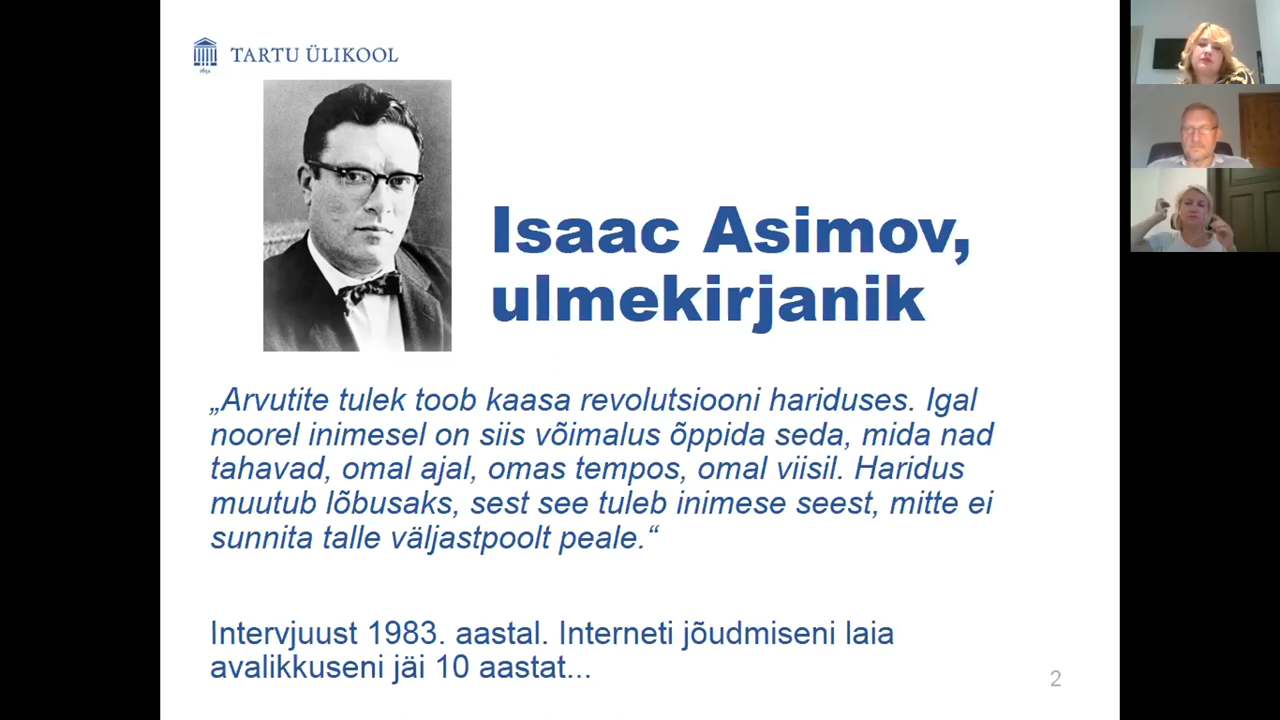 TARTU ÜLIKOOL
1632
Isaac Asimov,
ulmekirjanik
„Arvutite tulek toob kaasa revolutsiooni hariduses. Igal
noorel inimesel on siis võimalus õppida seda, mida nad
tahavad, omal ajal, omas tempos, omal viisil. Haridus
muutub lõbusaks, sest see tuleb inimese seest, mitte ei
sunnita talle väljastpoolt peale.“
Intervjuust 1983. aastal. Interneti jõudmiseni laia
avalikkuseni jäi 10 aastat...
2